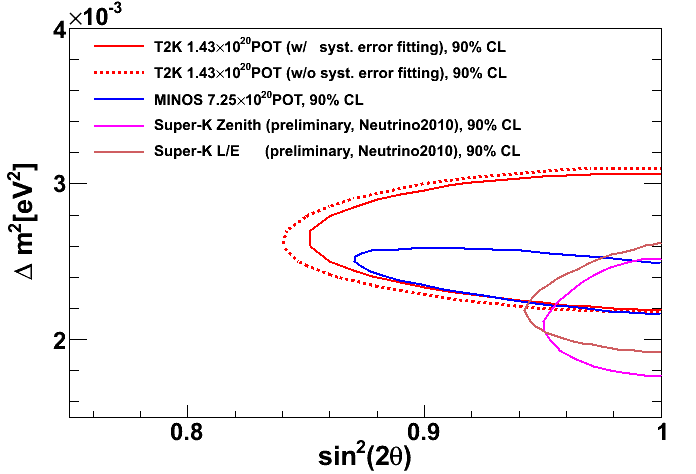 4 ×10⁻³
T2K 1.43×10²⁰POT (w/ syst. error fitting), 90% CL
T2K 1.43×10²⁰POT (w/o syst. error fitting), 90% CL
MINOS 7.25×10²⁰POT, 90% CL
Super-K Zenith (preliminary, Neutrino2010), 90% CL
Super-K L/E (preliminary, Neutrino2010), 90% CL
3
Δ m²[eV²]
2
0.8 0.9 1
sin²(2θ)